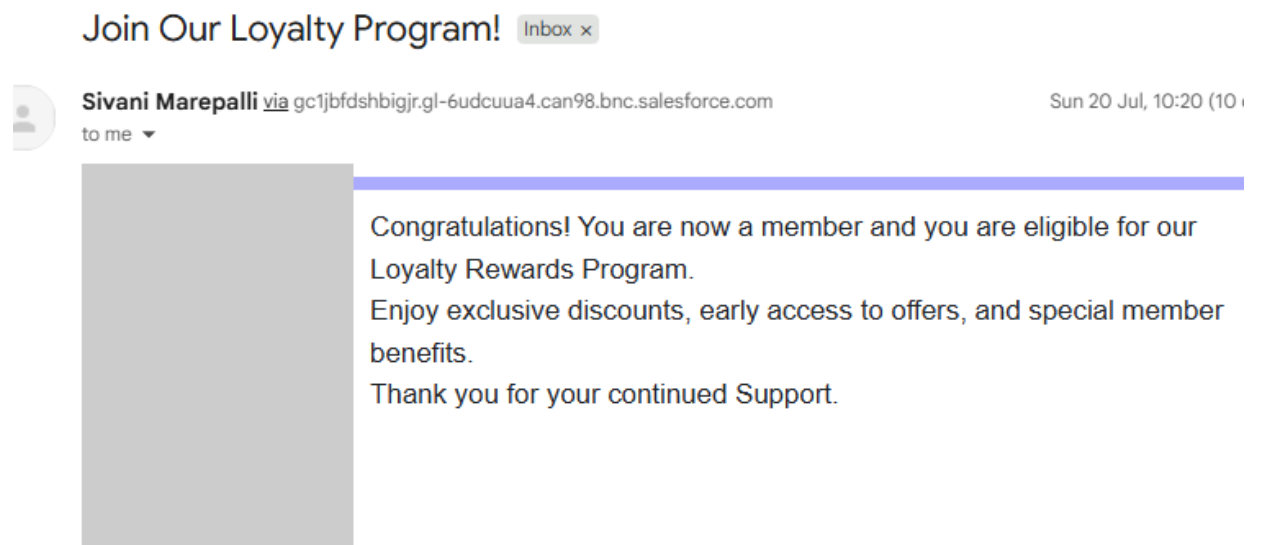 Join Our Loyalty Program! Inbox ×
Sivani Marepalli via gc1jbfdshbigjr.gl-6udcuua4.can98.bnc.salesforce.com Sun 20 Jul, 10:20 (10
to me
Congratulations! You are now a member and you are eligible for our
Loyalty Rewards Program.
Enjoy exclusive discounts, early access to offers, and special member
benefits.
Thank you for your continued Support.